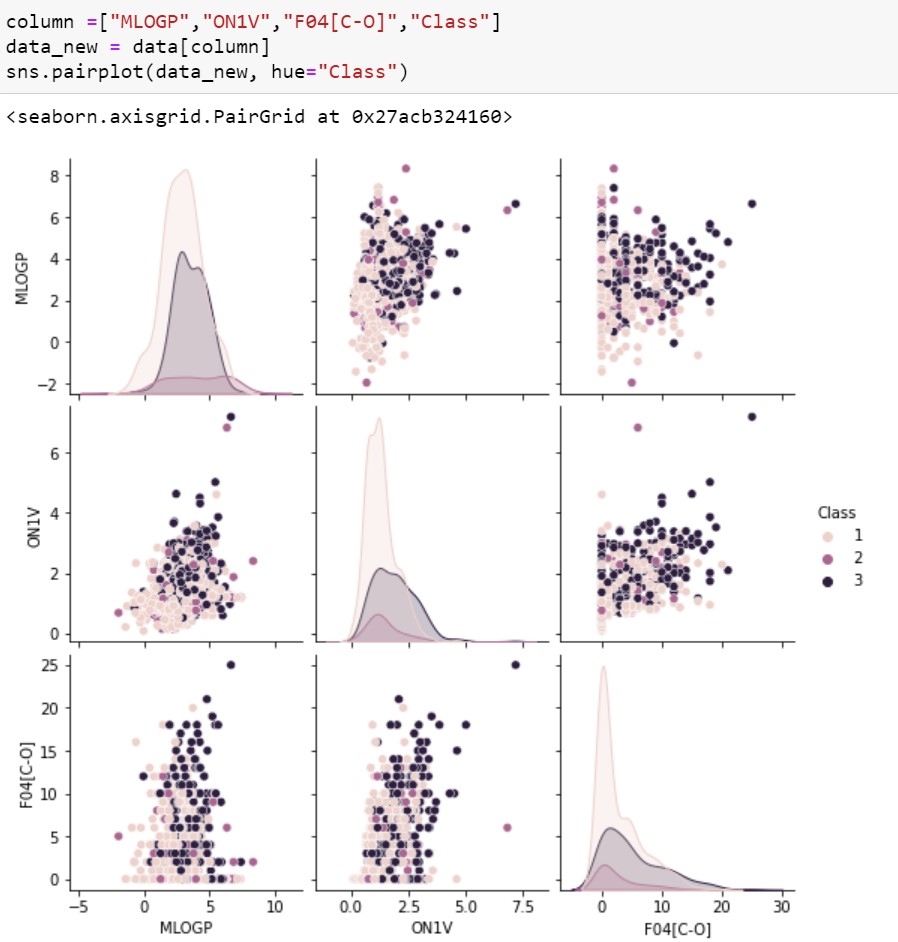 column =["MLOGP","ON1V","F04[C-O]","Class"]
data_new = data[column]
sns.pairplot(data_new, hue="Class")
<seaborn.axisgrid.PairGrid at 0x27acb324160>
8
6
4
2
0
−2
MLOGP
6
4
2
0
ON1V
Class
1
2
3
25
20
15
10
5
0
F04[C-O]
−5 0 5 10
MLOGP
0.0 2.5 5.0 7.5
ON1V
0 10 20 30
F04[C-O]